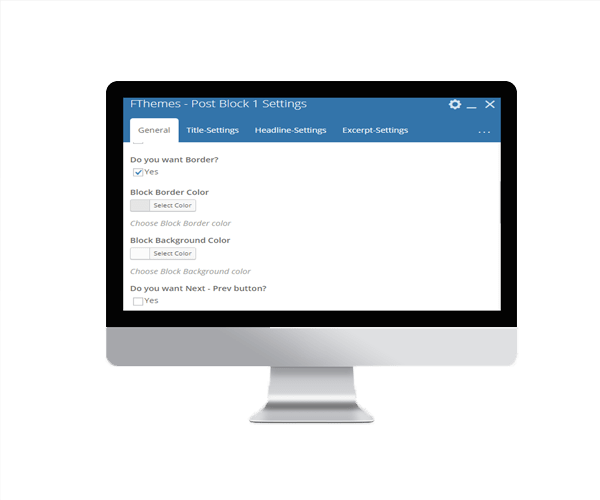 FThemes - Post Block 1 Settings
General Title-Settings Headline-Settings Excerpt-Settings ...
Do you want Border?
Yes
Block Border Color
Select Color
Choose Block Border color
Block Background Color
Select Color
Choose Block Background color
Do you want Next - Prev button?
Yes